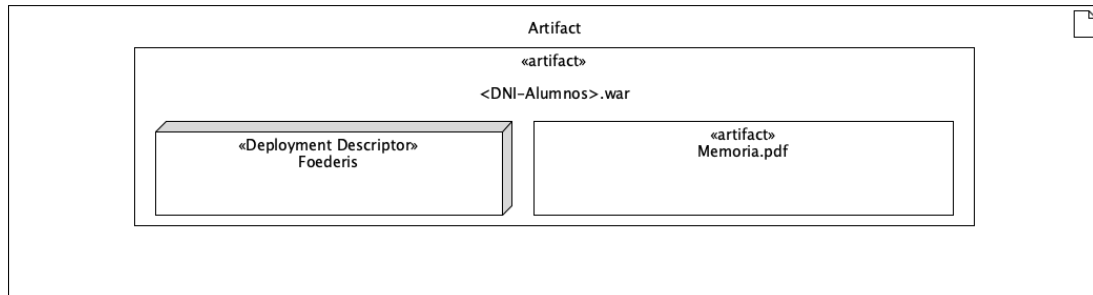 Artifact
«artifact»
<DNI-Alumnos>.war
«Deployment Descriptor»
Foederis
«artifact»
Memoria.pdf